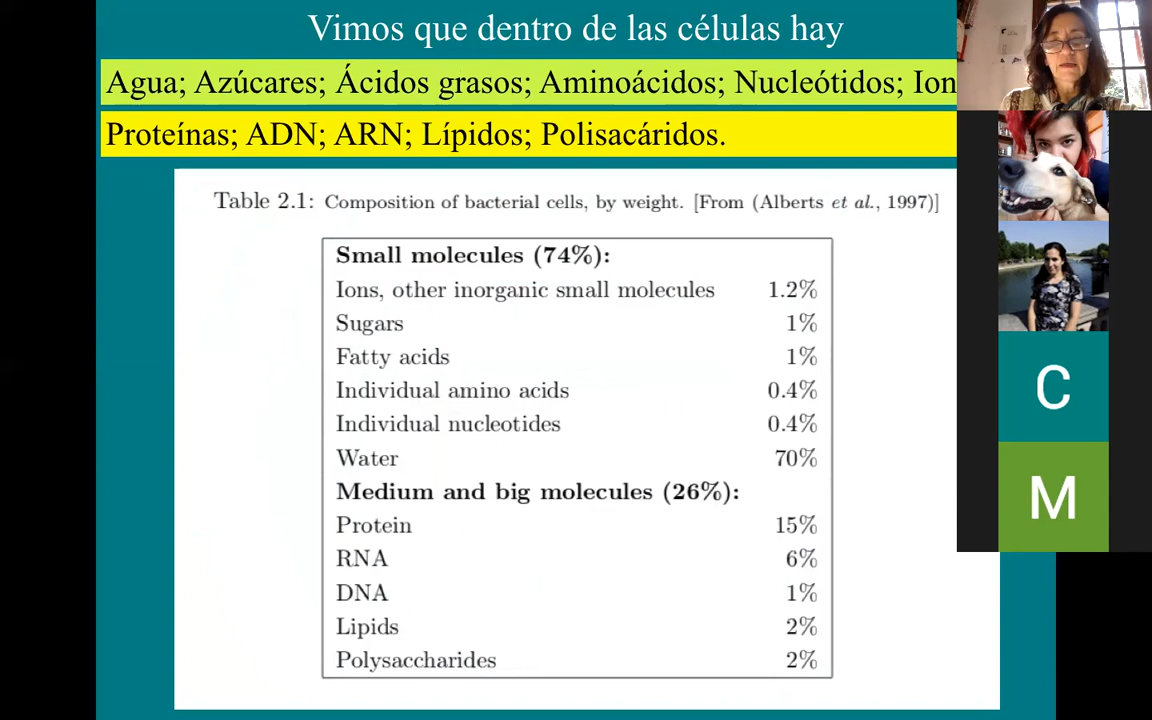 Vimos que dentro de las células hay
Agua; Azúcares; Ácidos grasos; Aminoácidos; Nucleótidos; Ion
Proteínas; ADN; ARN; Lípidos; Polisacáridos.
Table 2.1: Composition of bacterial cells, by weight. [From (Alberts et al., 1997)]
Small molecules (74%):
Ions, other inorganic small molecules 1.2%
Sugars 1%
Fatty acids 1%
Individual amino acids 0.4%
Individual nucleotides 0.4%
Water 70%
Medium and big molecules (26%):
Protein 15%
RNA 6%
DNA 1%
Lipids 2%
Polysaccharides 2%
C
M